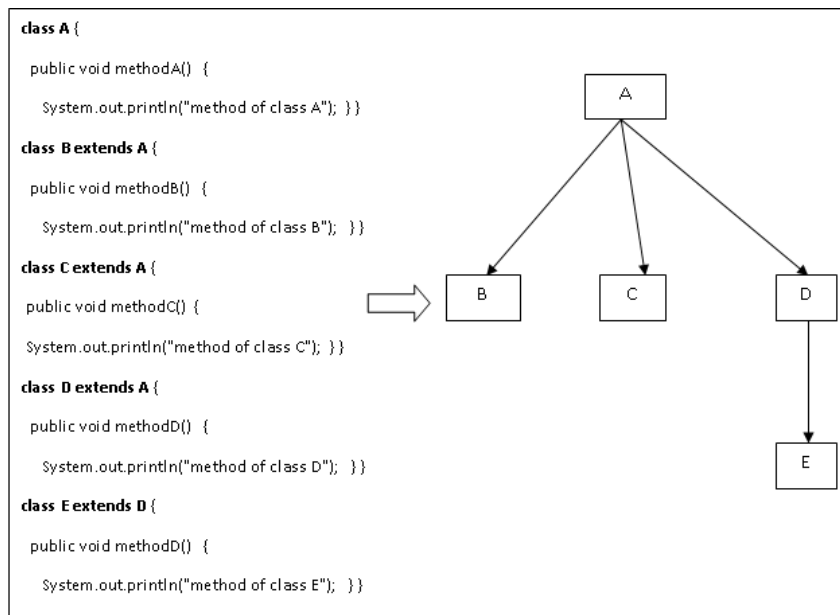 class A {
public void methodA() {
System.out.println("method of class A"); } }
class B extends A {
public void methodB() {
System.out.println("method of class B"); } }
class C extends A {
public void methodC() {
System.out.println("method of class C"); } }
class D extends A {
public void methodD() {
System.out.println("method of class D"); } }
class E extends D {
public void methodD() {
System.out.println("method of class E"); } }
A
B
C
D
E